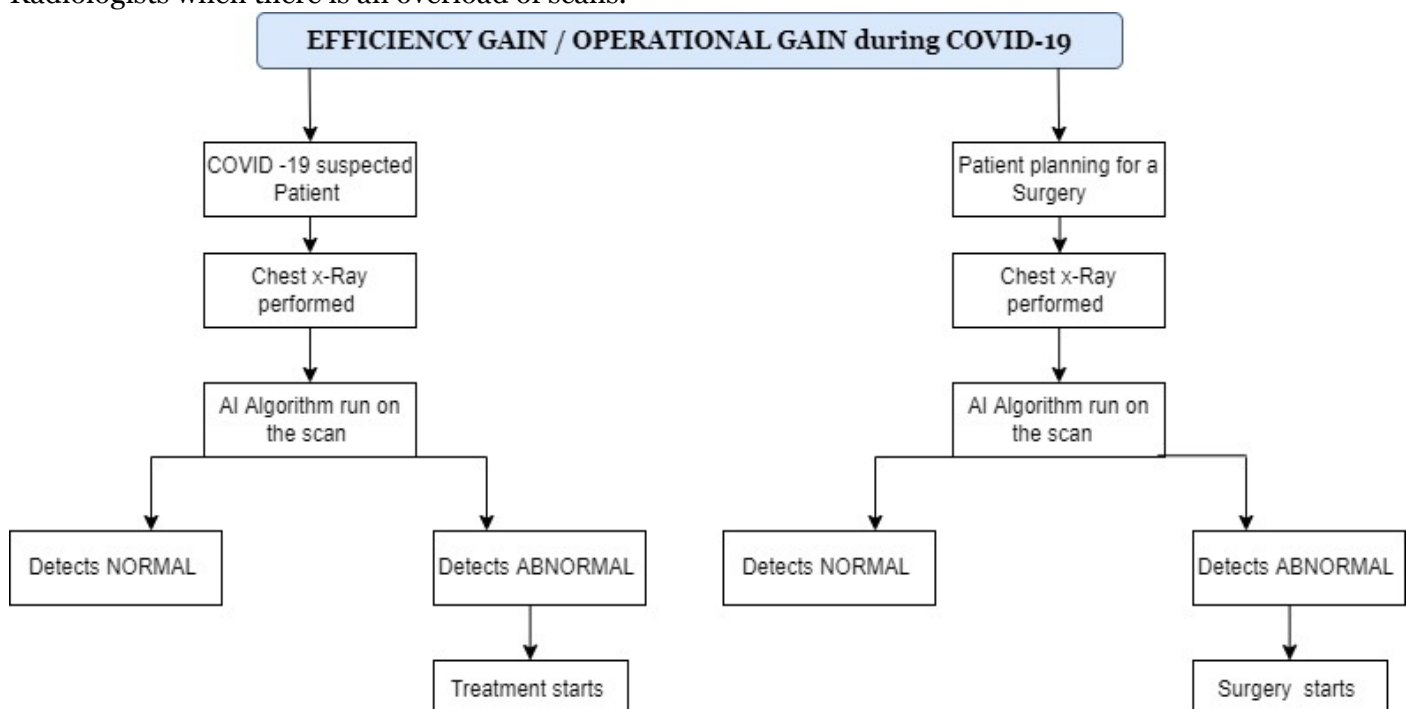 Radiologists when there is an overload of scans.
EFFICIENCY GAIN / OPERATIONAL GAIN during COVID-19
COVID -19 suspected
Patient
Patient planning for a
Surgery
Chest x-Ray
performed
Chest x-Ray
performed
AI Algorithm run on
the scan
AI Algorithm run on
the scan
Detects NORMAL
Detects ABNORMAL
Detects NORMAL
Detects ABNORMAL
Treatment starts
Surgery starts